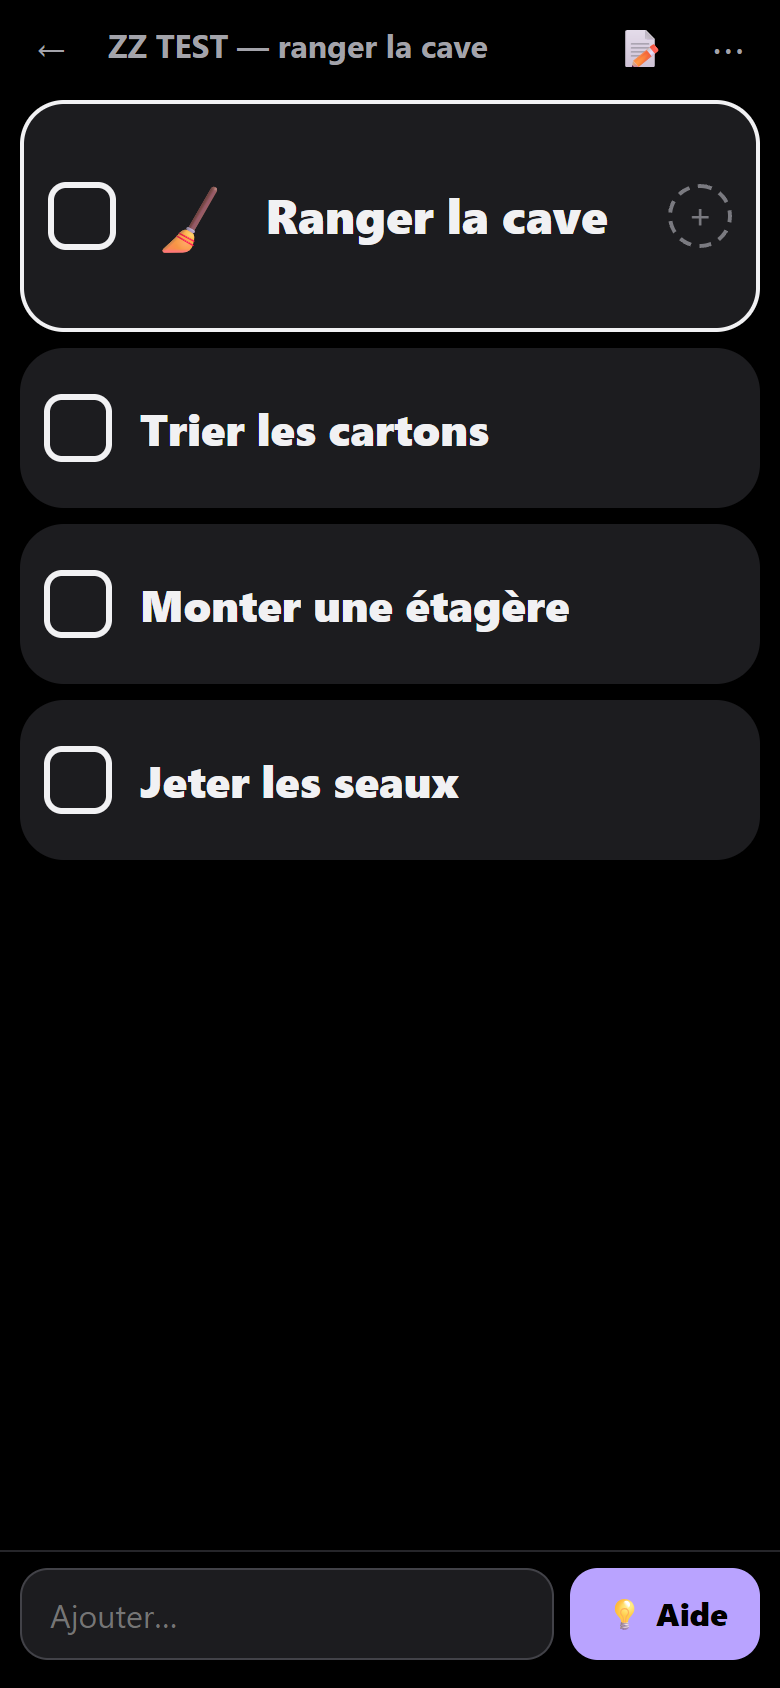 ← ZZ TEST — ranger la cave ...
Ranger la cave +
Trier les cartons
Monter une étagère
Jeter les seaux
Ajouter...
Aide